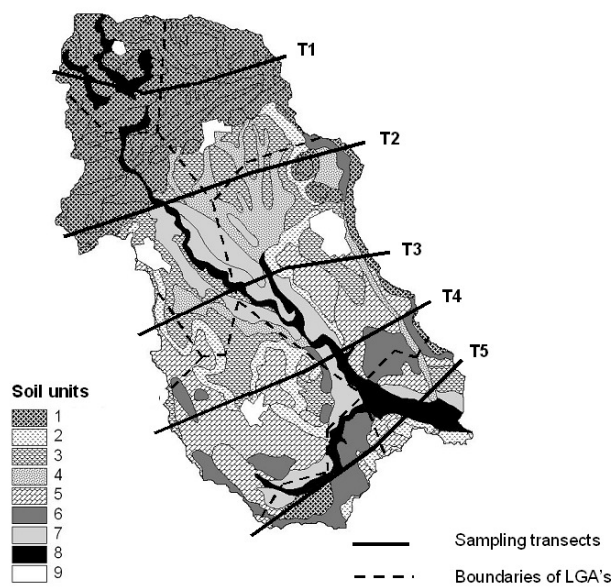 T1
T2
T3
T4
T5
Soil units
1
2
3
4
5
6
7
8
9
Sampling transects
Boundaries of LGA's